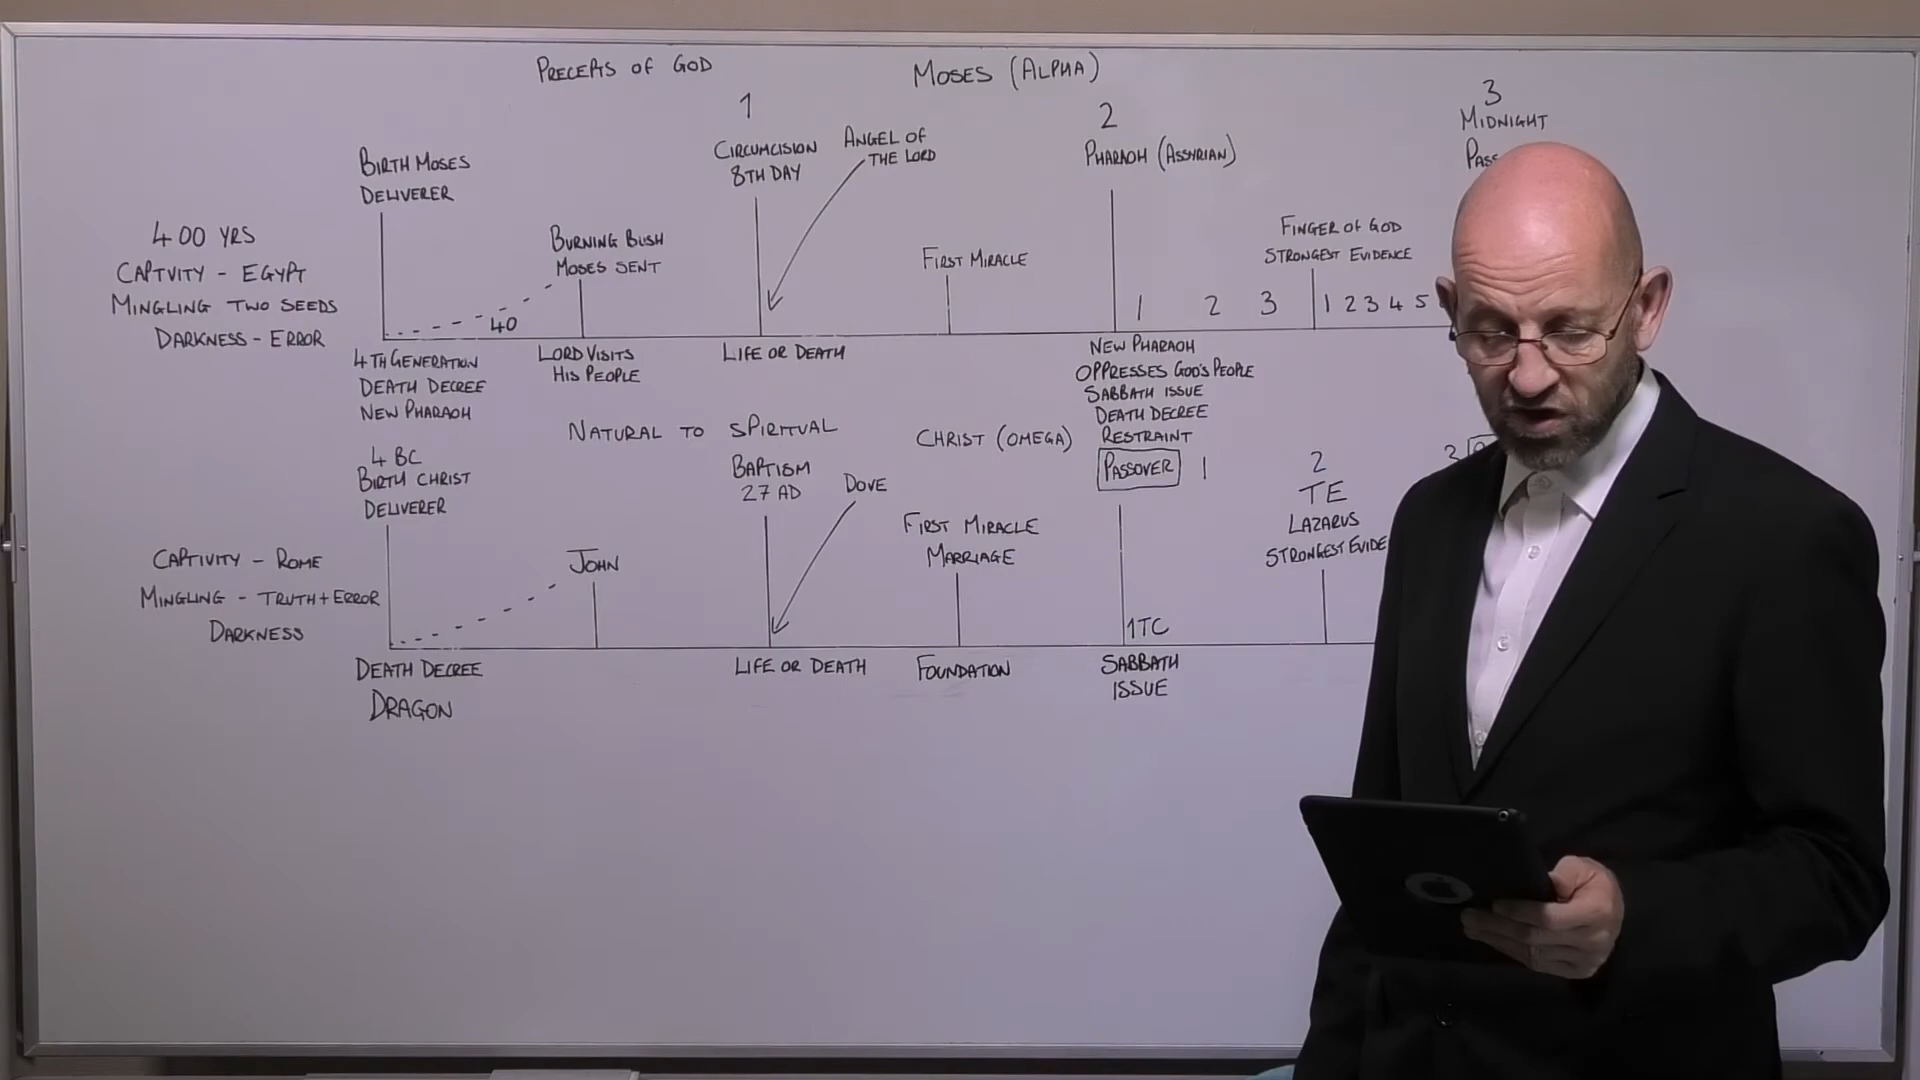 PRECEPTS OF GOD
MOSES (ALPHA)
1
CIRCUMCISION
8TH DAY
ANGEL OF
THE LORD
2
PHARAOH (ASSYRIAN)
3
MIDNIGHT
BIRTH MOSES
DELIVERER
400 YRS
CAPTVITY - EGYPT
MINGLING TWO SEEDS
DARKNESS - ERROR
BURNING BUSH
MOSES SENT
40
FIRST MIRACLE
FINGER OF GOD
STRONGEST EVIDENCE
1 2 3
1 2 3 4 5
4TH GENERATION
DEATH DECREE
NEW PHARAOH
LORD VISITS
HIS PEOPLE
LIFE OR DEATH
NEW PHARAOH
OPPRESSES GOD'S PEOPLE
SABBATH ISSUE
DEATH DECREE
RESTRAINT
NATURAL TO SPIRITUAL
CHRIST (OMEGA)
4 BC
BIRTH CHRIST
DELIVERER
CAPTIVITY - ROME
MINGLING - TRUTH + ERROR
DARKNESS
JOHN
BAPTISM
27 AD
DOVE
FIRST MIRACLE
MARRIAGE
PASSOVER 1
2
TE
LAZARUS
STRONGEST
3
1TC
DEATH DECREE
DRAGON
LIFE OR DEATH
FOUNDATION
SABBATH
ISSUE